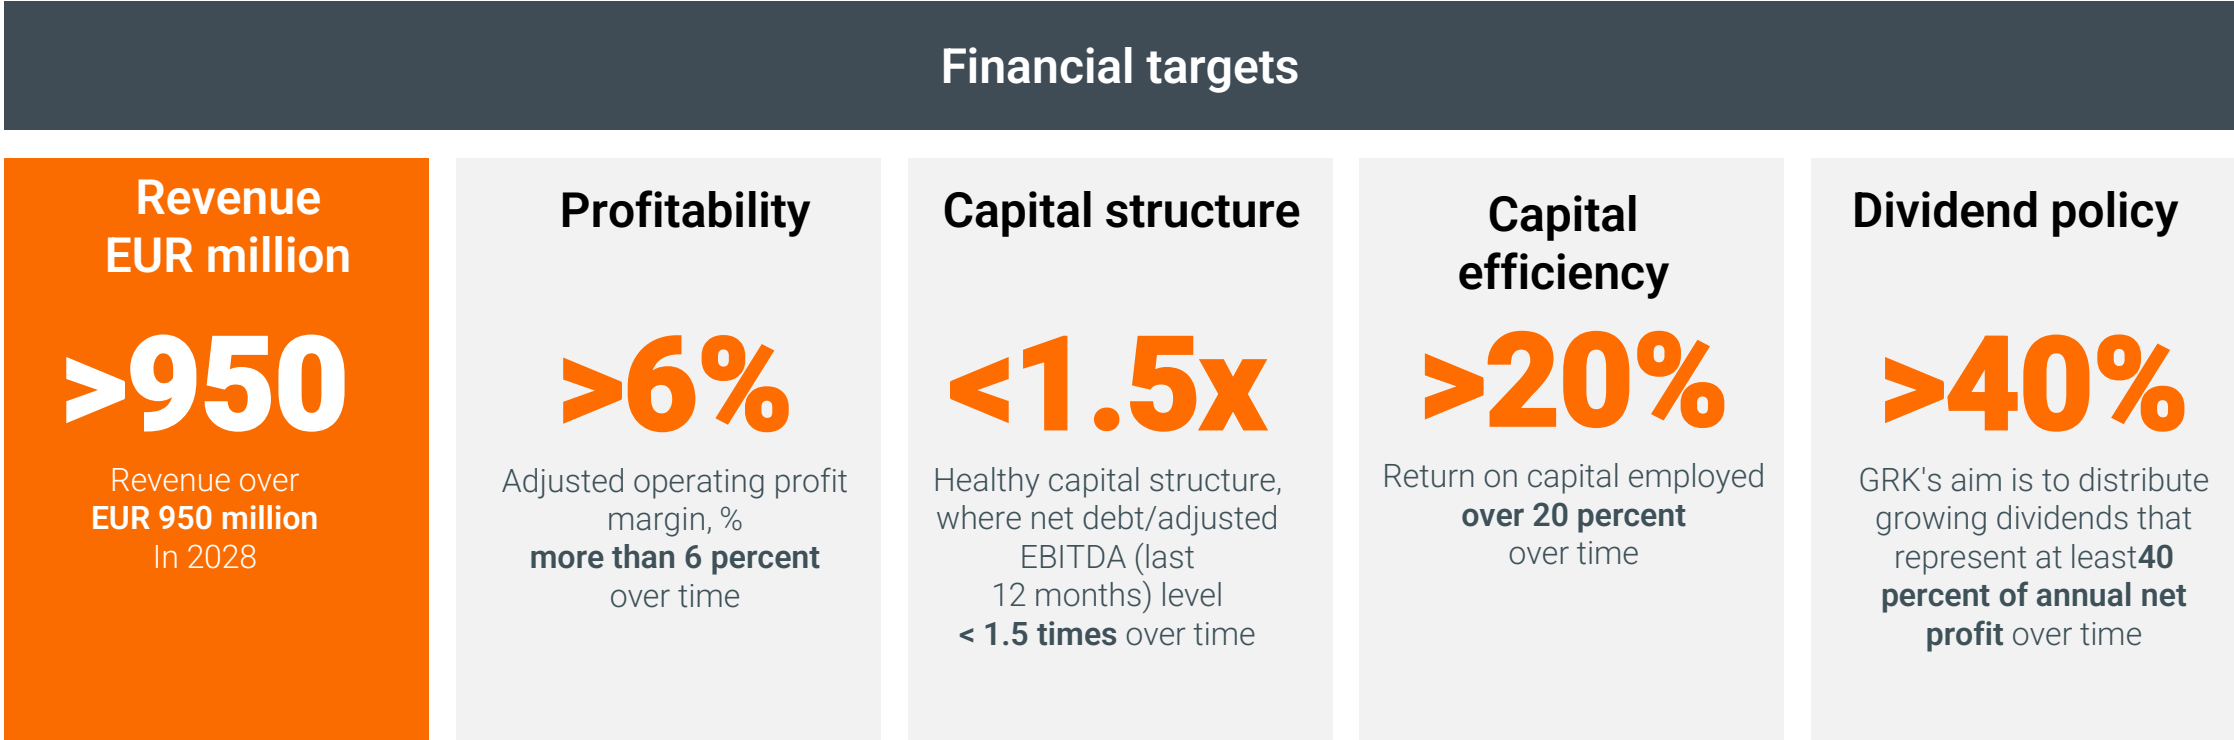 Financial targets
Revenue
EUR million
>950
Revenue over
EUR 950 million
In 2028
Profitability
>6%
Adjusted operating profit
margin, %
more than 6 percent
over time
Capital structure
<1.5x
Healthy capital structure,
where net debt/adjusted
EBITDA (last
12 months) level
< 1.5 times over time
Capital
efficiency
>20%
Return on capital employed
over 20 percent
over time
Dividend policy
>40%
GRK's aim is to distribute
growing dividends that
represent at least40
percent of annual net
profit over time